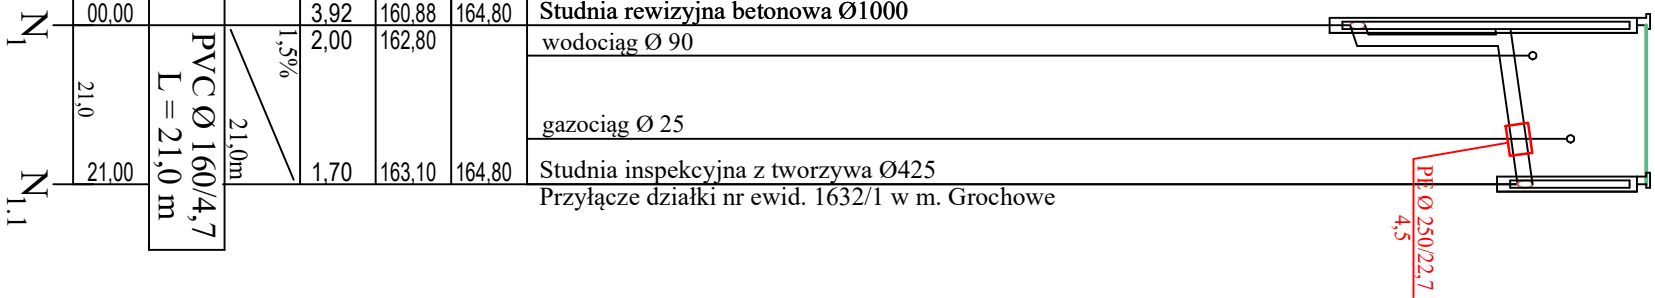 N1
00,00
3,92
160,88
164,80
Studnia rewizyjna betonowa Ø1000
2,00
162,80
wodociąg Ø 90
1,5%
21,0
PVC Ø 160/4,7
L = 21,0 m
21,0m
gazociąg Ø 25
N1.1
21,00
1,70
163,10
164,80
Studnia inspekcyjna z tworzywa Ø425
Przyłącze działki nr ewid. 1632/1 w m. Grochowe
PE Ø 250/22,7
4,5